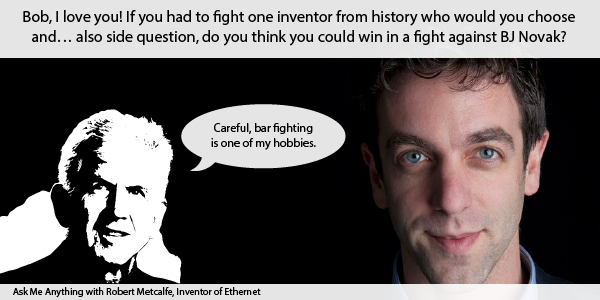 Bob, I love you! If you had to fight one inventor from history who would you choose
and… also side question, do you think you could win in a fight against BJ Novak?
Careful, bar fighting
is one of my hobbies.
Ask Me Anything with Robert Metcalfe, Inventor of Ethernet